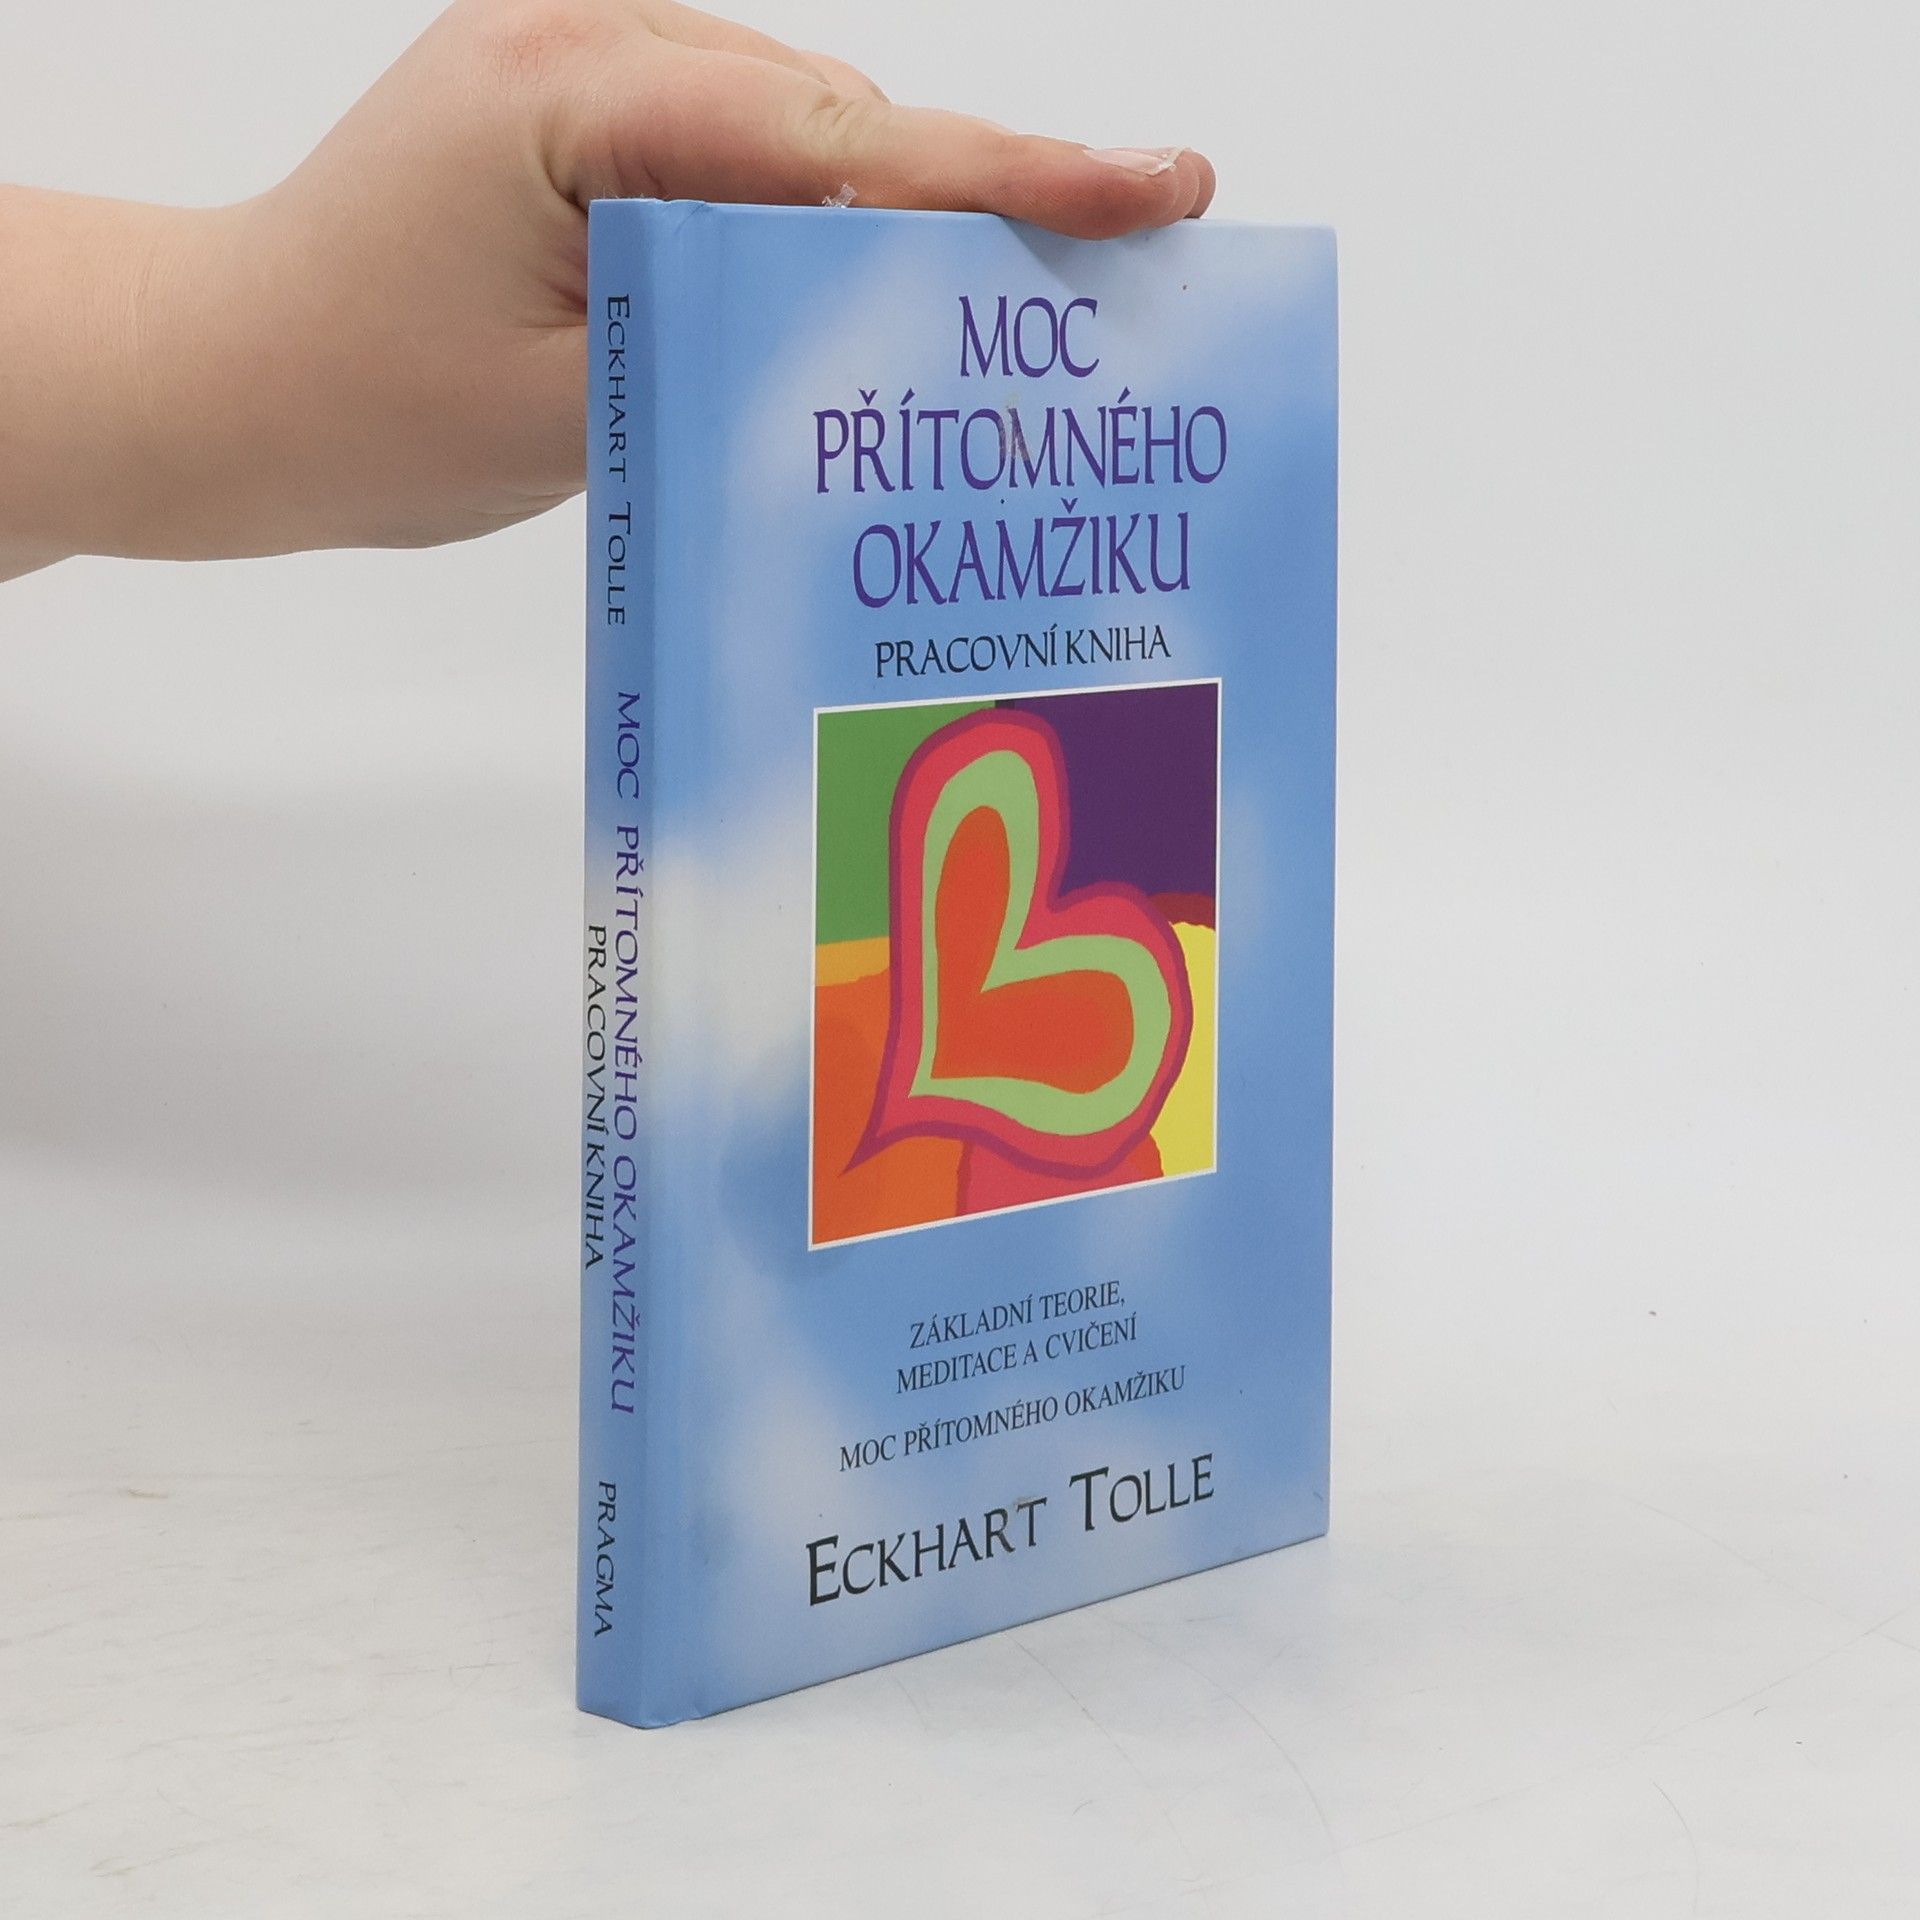 ECKHART TOLLE MOC PŘÍTOMNÉHO OKAMŽIKU PRAGMA
PRACOVNÍ KNIHA
MOC
PŘÍTOMNÉHO
OKAMŽIKU
PRACOVNÍ KNIHA
ZÁKLADNÍ TEORIE,
MEDITACE A CVIČENÍ
MOC PŘÍTOMNÉHO OKAMŽIKU
ECKHART TOLLE